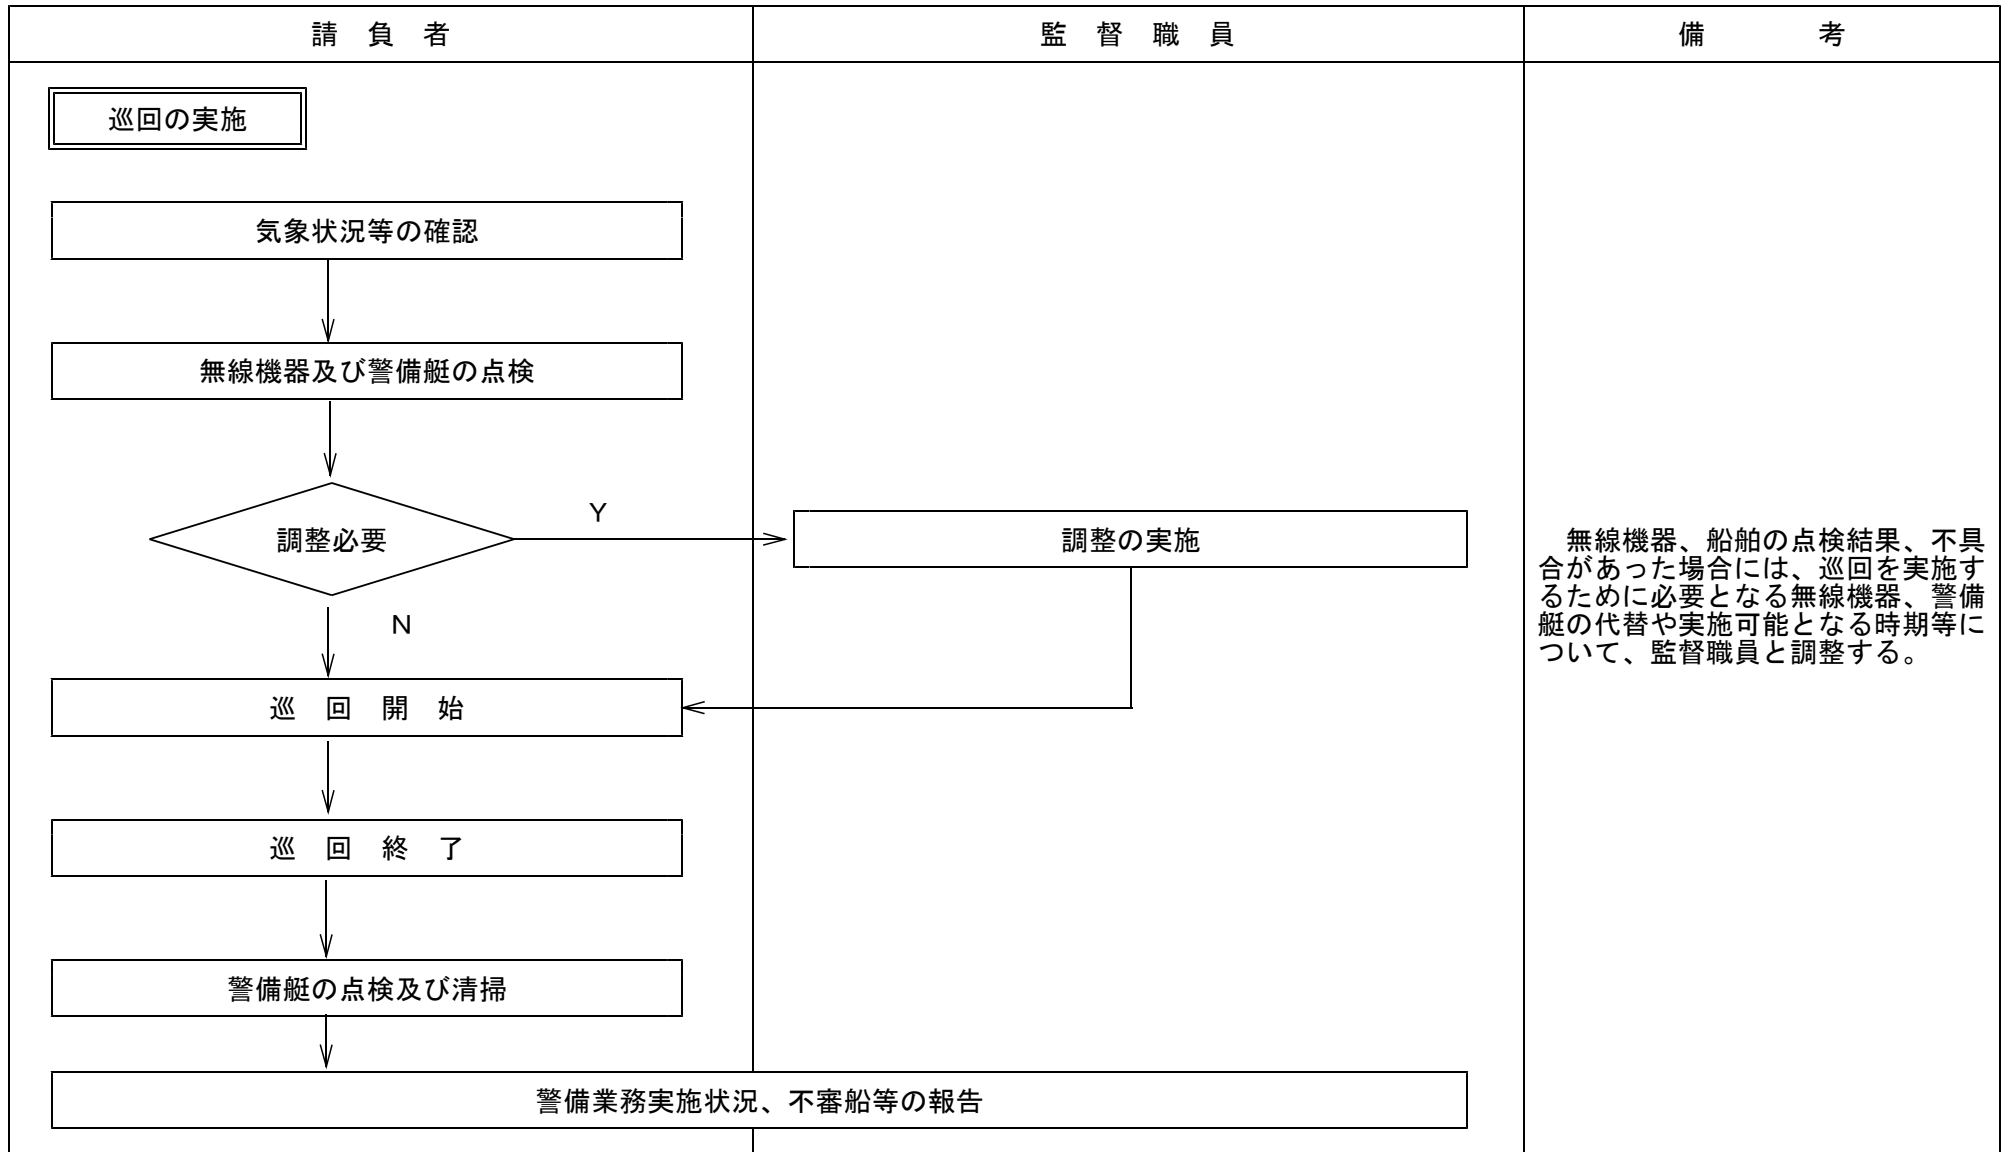 請　負　者
監　督　職　員
備　　　　考
巡回の実施
気象状況等の確認
無線機器及び警備艇の点検
調整必要
Y
調整の実施
N
無線機器、船舶の点検結果、不具
合があった場合には、巡回を実施す
るために必要となる無線機器、警備
艇の代替や実施可能となる時期等に
ついて、監督職員と調整する。
巡　回　開　始
巡　回　終　了
警備艇の点検及び清掃
警備業務実施状況、不審船等の報告